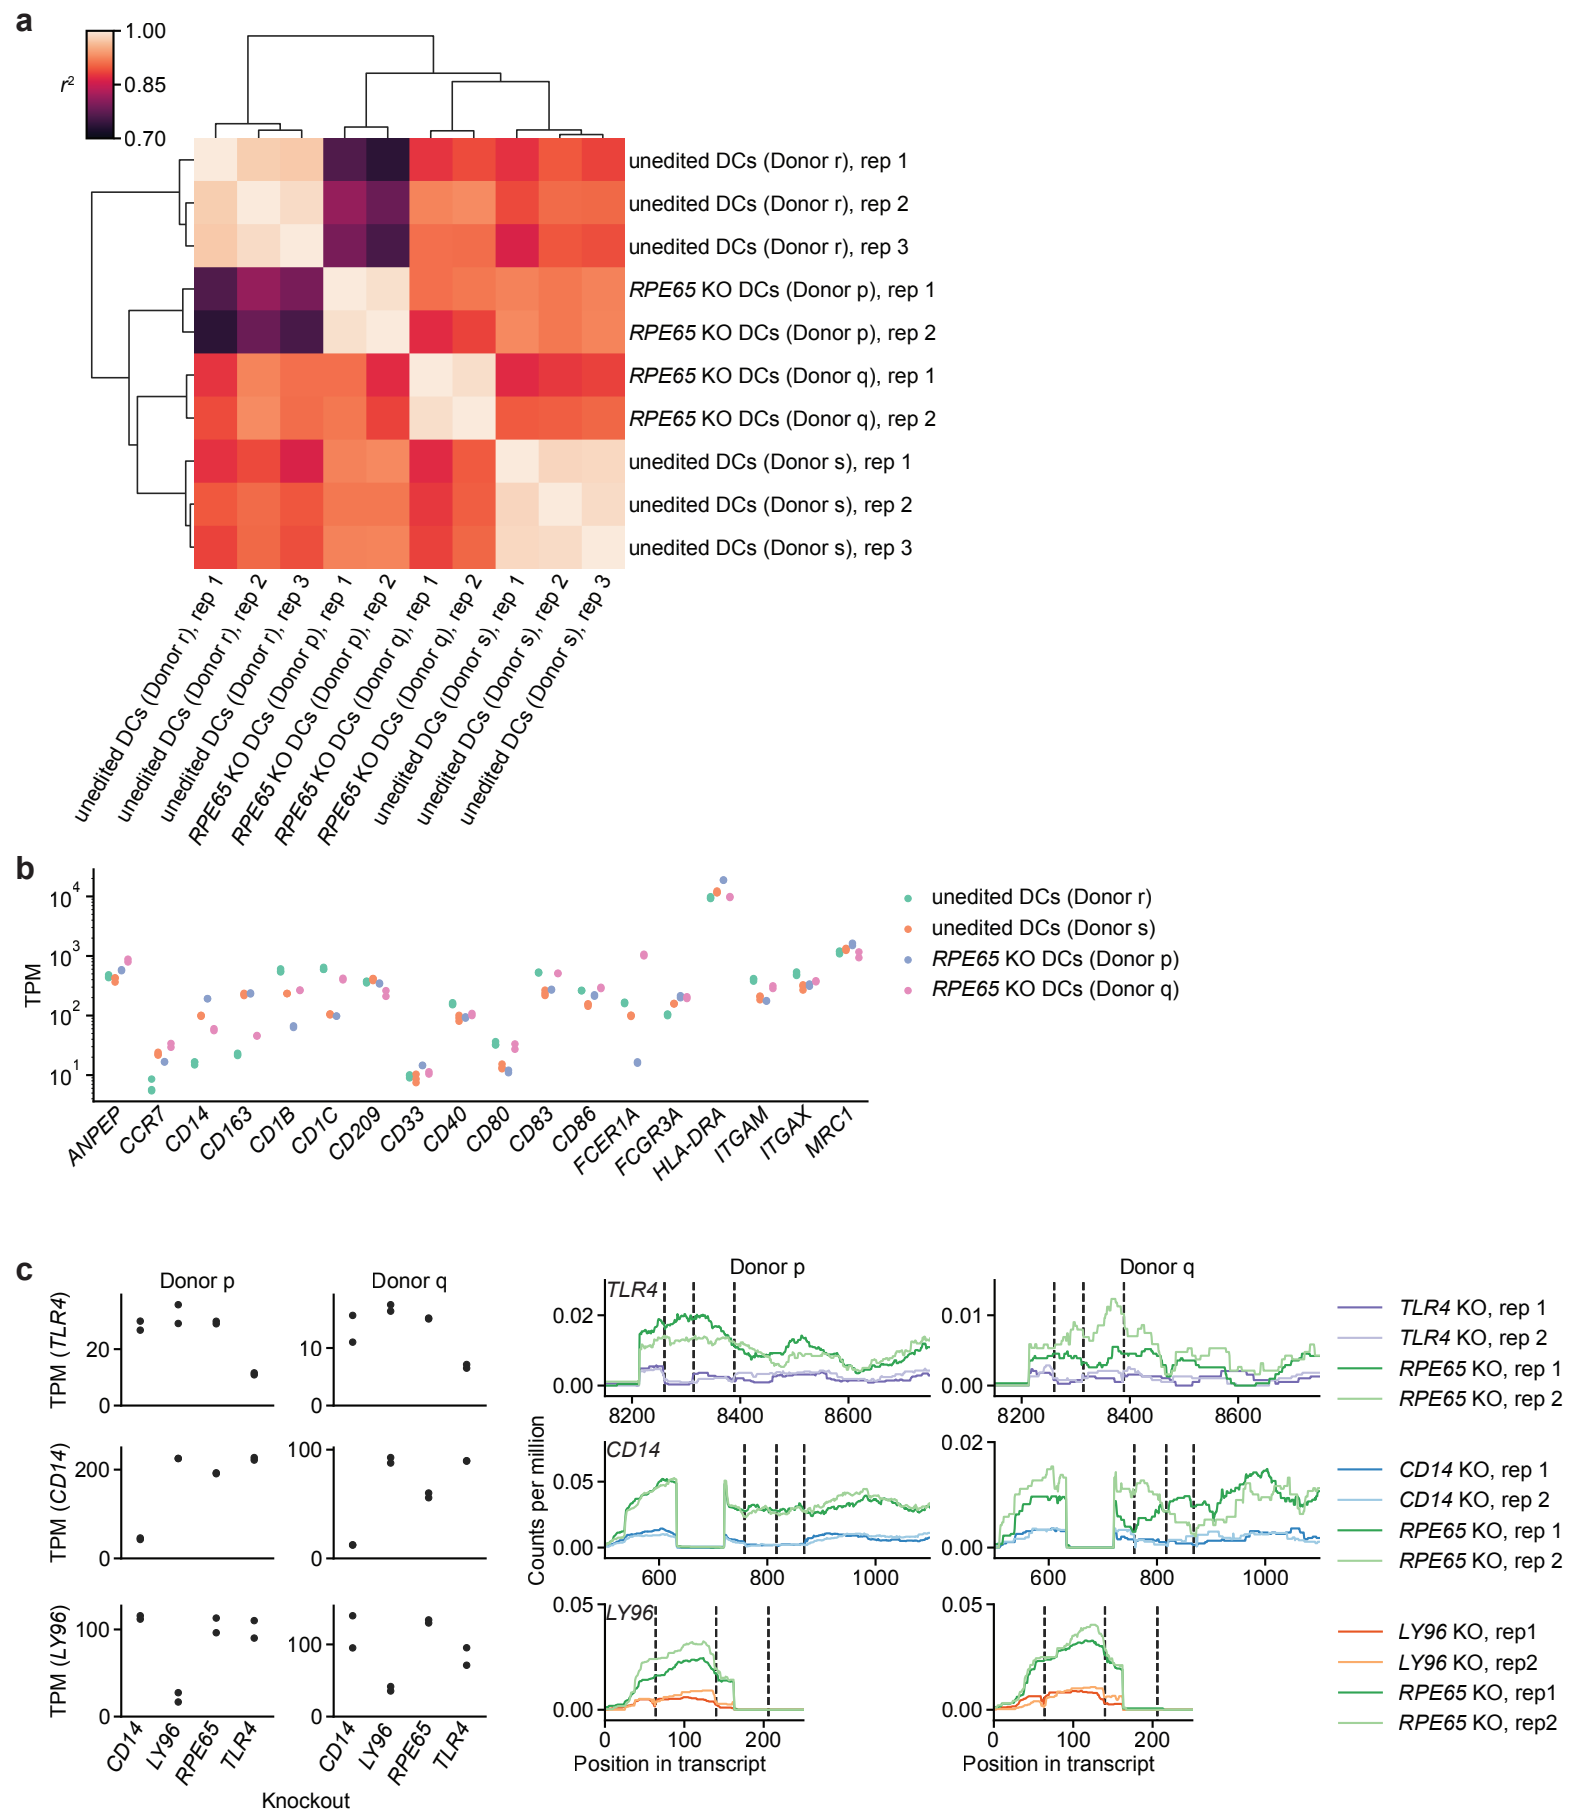 a
r²
1.00
0.85
0.70
unedited DCs (Donor r), rep 1
unedited DCs (Donor r), rep 2
unedited DCs (Donor r), rep 3
RPE65 KO DCs (Donor p), rep 1
RPE65 KO DCs (Donor p), rep 2
RPE65 KO DCs (Donor q), rep 1
RPE65 KO DCs (Donor q), rep 2
unedited DCs (Donor s), rep 1
unedited DCs (Donor s), rep 2
unedited DCs (Donor s), rep 3
unedited DCs (Donor r), rep 1
unedited DCs (Donor r), rep 2
unedited DCs (Donor r), rep 3
RPE65 KO DCs (Donor p), rep 1
RPE65 KO DCs (Donor p), rep 2
RPE65 KO DCs (Donor q), rep 1
RPE65 KO DCs (Donor q), rep 2
unedited DCs (Donor s), rep 1
unedited DCs (Donor s), rep 2
unedited DCs (Donor s), rep 3
b
TPM
10⁴
10³
10²
10¹
ANPEP CCR7 CD14 CD163 CD1B CD1C CD209 CD33 CD40 CD80 CD83 CD86 FCER1A FCGR3A HLA-DRA ITGAM ITGAX MRC1
unedited DCs (Donor r)
unedited DCs (Donor s)
RPE65 KO DCs (Donor p)
RPE65 KO DCs (Donor q)
c
Donor p
Donor q
TPM (TLR4)
20
0
10
0
TPM (CD14)
200
0
100
0
TPM (LY96)
100
0
100
0
CD14 LY96 RPE65 TLR4
CD14 LY96 RPE65 TLR4
Knockout
Donor p
Donor q
Counts per million
TLR4
0.02
0.00
8200 8400 8600
0.01
0.00
8200 8400 8600
TLR4 KO, rep 1
TLR4 KO, rep 2
RPE65 KO, rep 1
RPE65 KO, rep 2
CD14
0.05
0.00
600 800 1000
0.02
0.00
600 800 1000
CD14 KO, rep 1
CD14 KO, rep 2
RPE65 KO, rep 1
RPE65 KO, rep 2
LY96
0.05
0.00
0 100 200
Position in transcript
0.05
0.00
0 100 200
Position in transcript
LY96 KO, rep1
LY96 KO, rep2
RPE65 KO, rep1
RPE65 KO, rep2